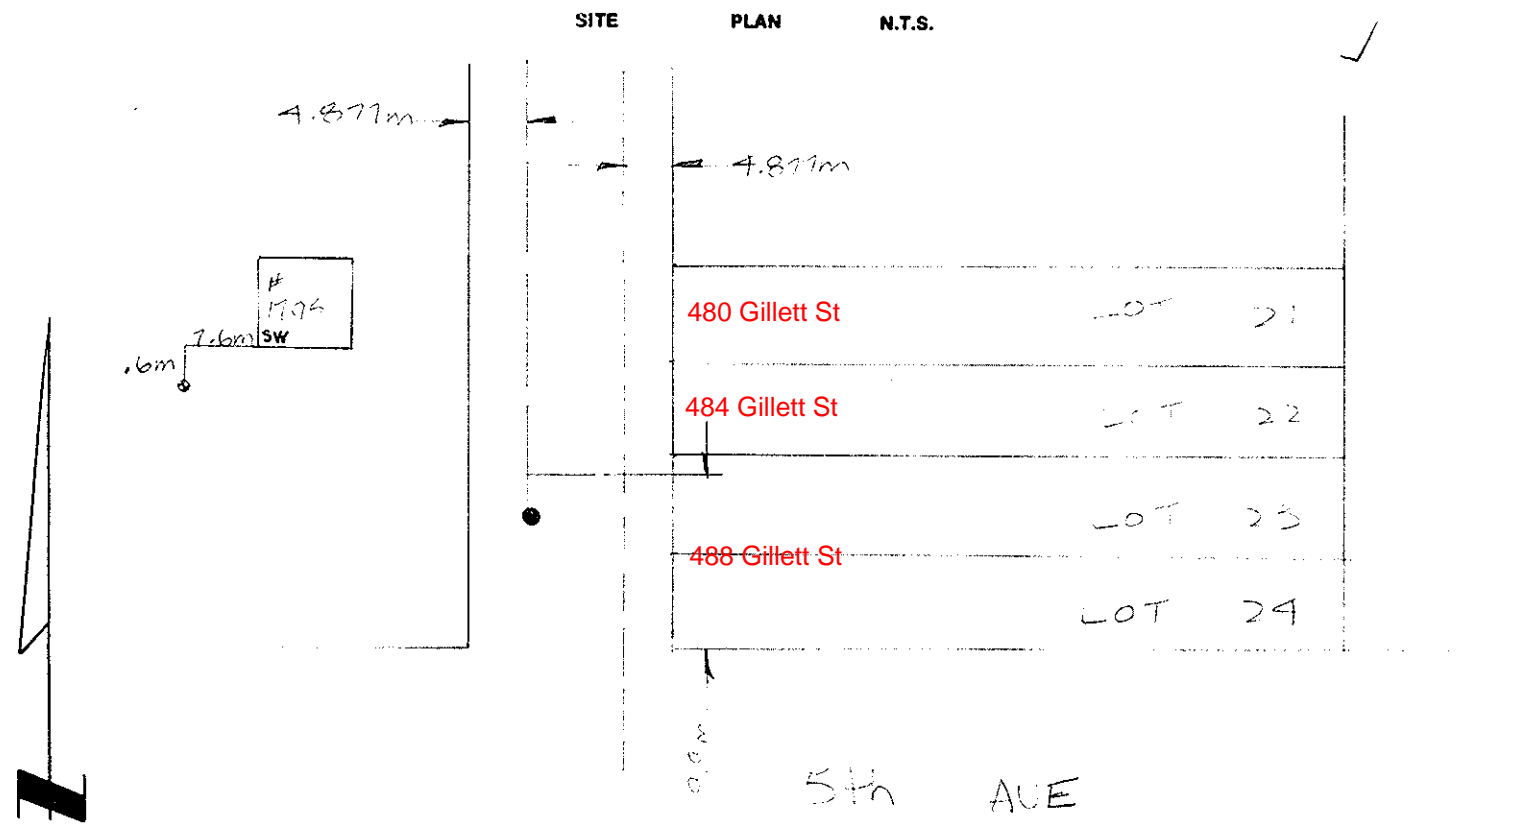 SITE PLAN N.T.S.
4.877m
4.877m
#
SW
7.6m
.6m
480 Gillett St
LOT 21
484 Gillett St
LOT 22
LOT 23
488 Gillett St
LOT 24
5th AVE
N